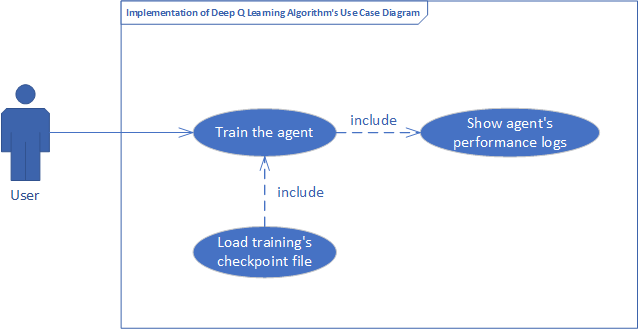 Implementation of Deep Q Learning Algorithm's Use Case Diagram
Train the agent
include
Show agent's
performance logs
User
include
Load training's
checkpoint file